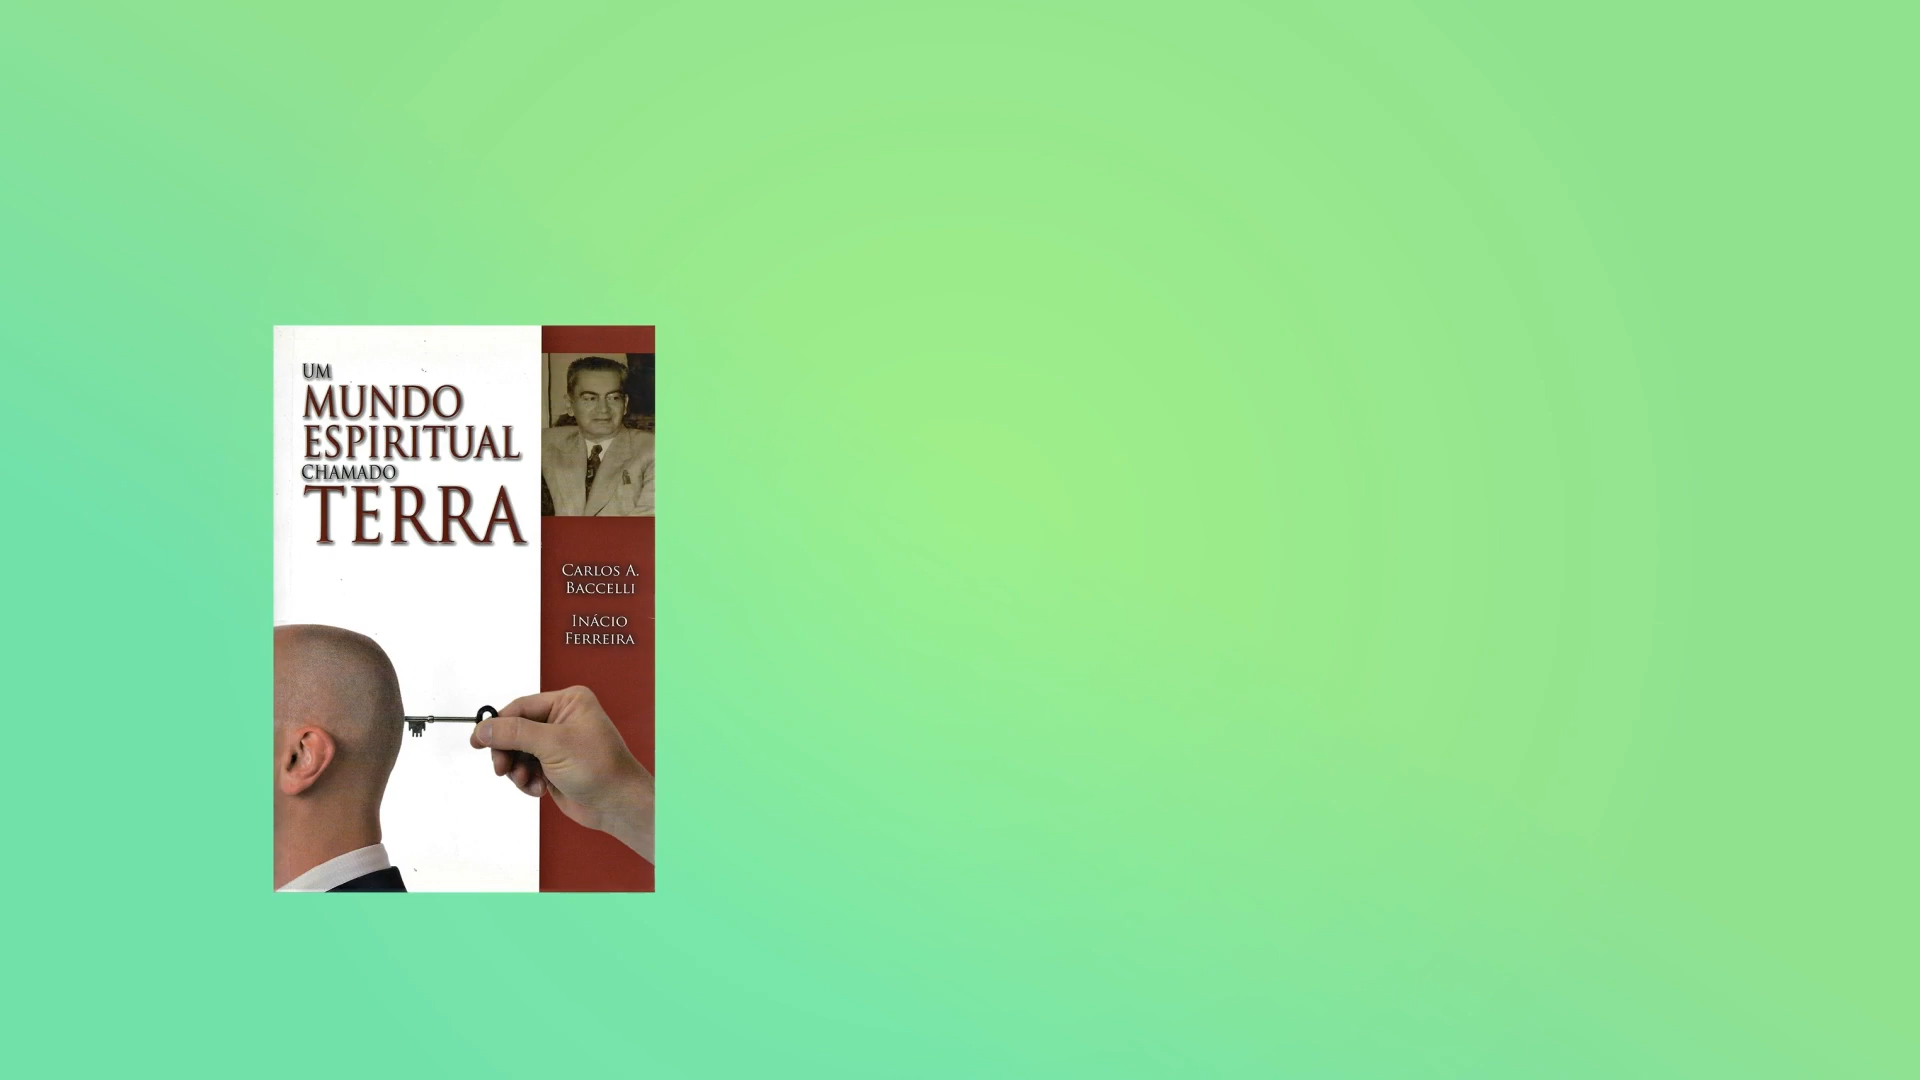 UM
MUNDO
ESPIRITUAL
CHAMADO
TERRA
CARLOS A.
BACCELLI
INÁCIO
FERREIRA